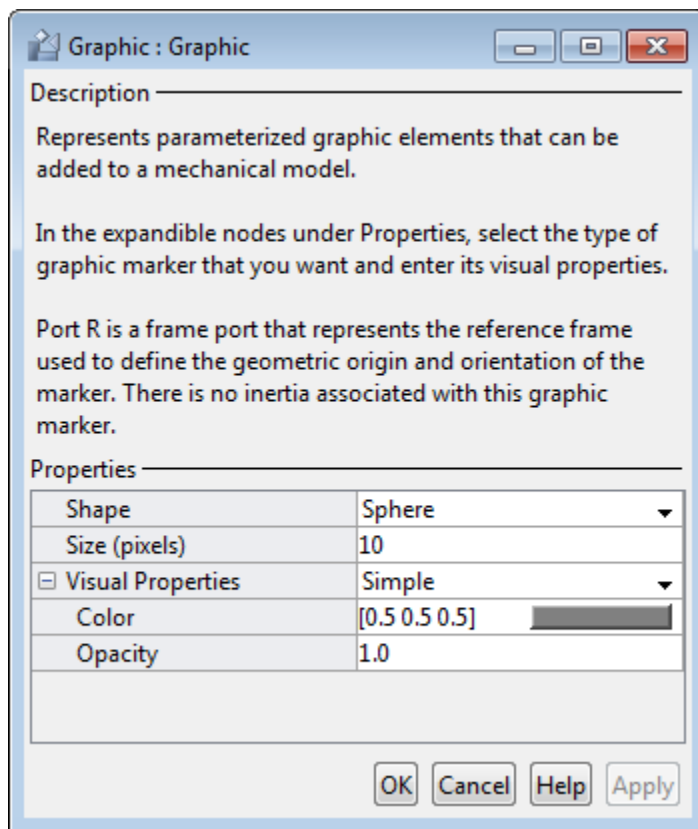 Graphic : Graphic
Description
Represents parameterized graphic elements that can be
added to a mechanical model.
In the expandible nodes under Properties, select the type of
graphic marker that you want and enter its visual properties.
Port R is a frame port that represents the reference frame
used to define the geometric origin and orientation of the
marker. There is no inertia associated with this graphic
marker.
Properties
Shape Sphere
Size (pixels) 10
Visual Properties Simple
Color [0.5 0.5 0.5]
Opacity 1.0
OK Cancel Help Apply